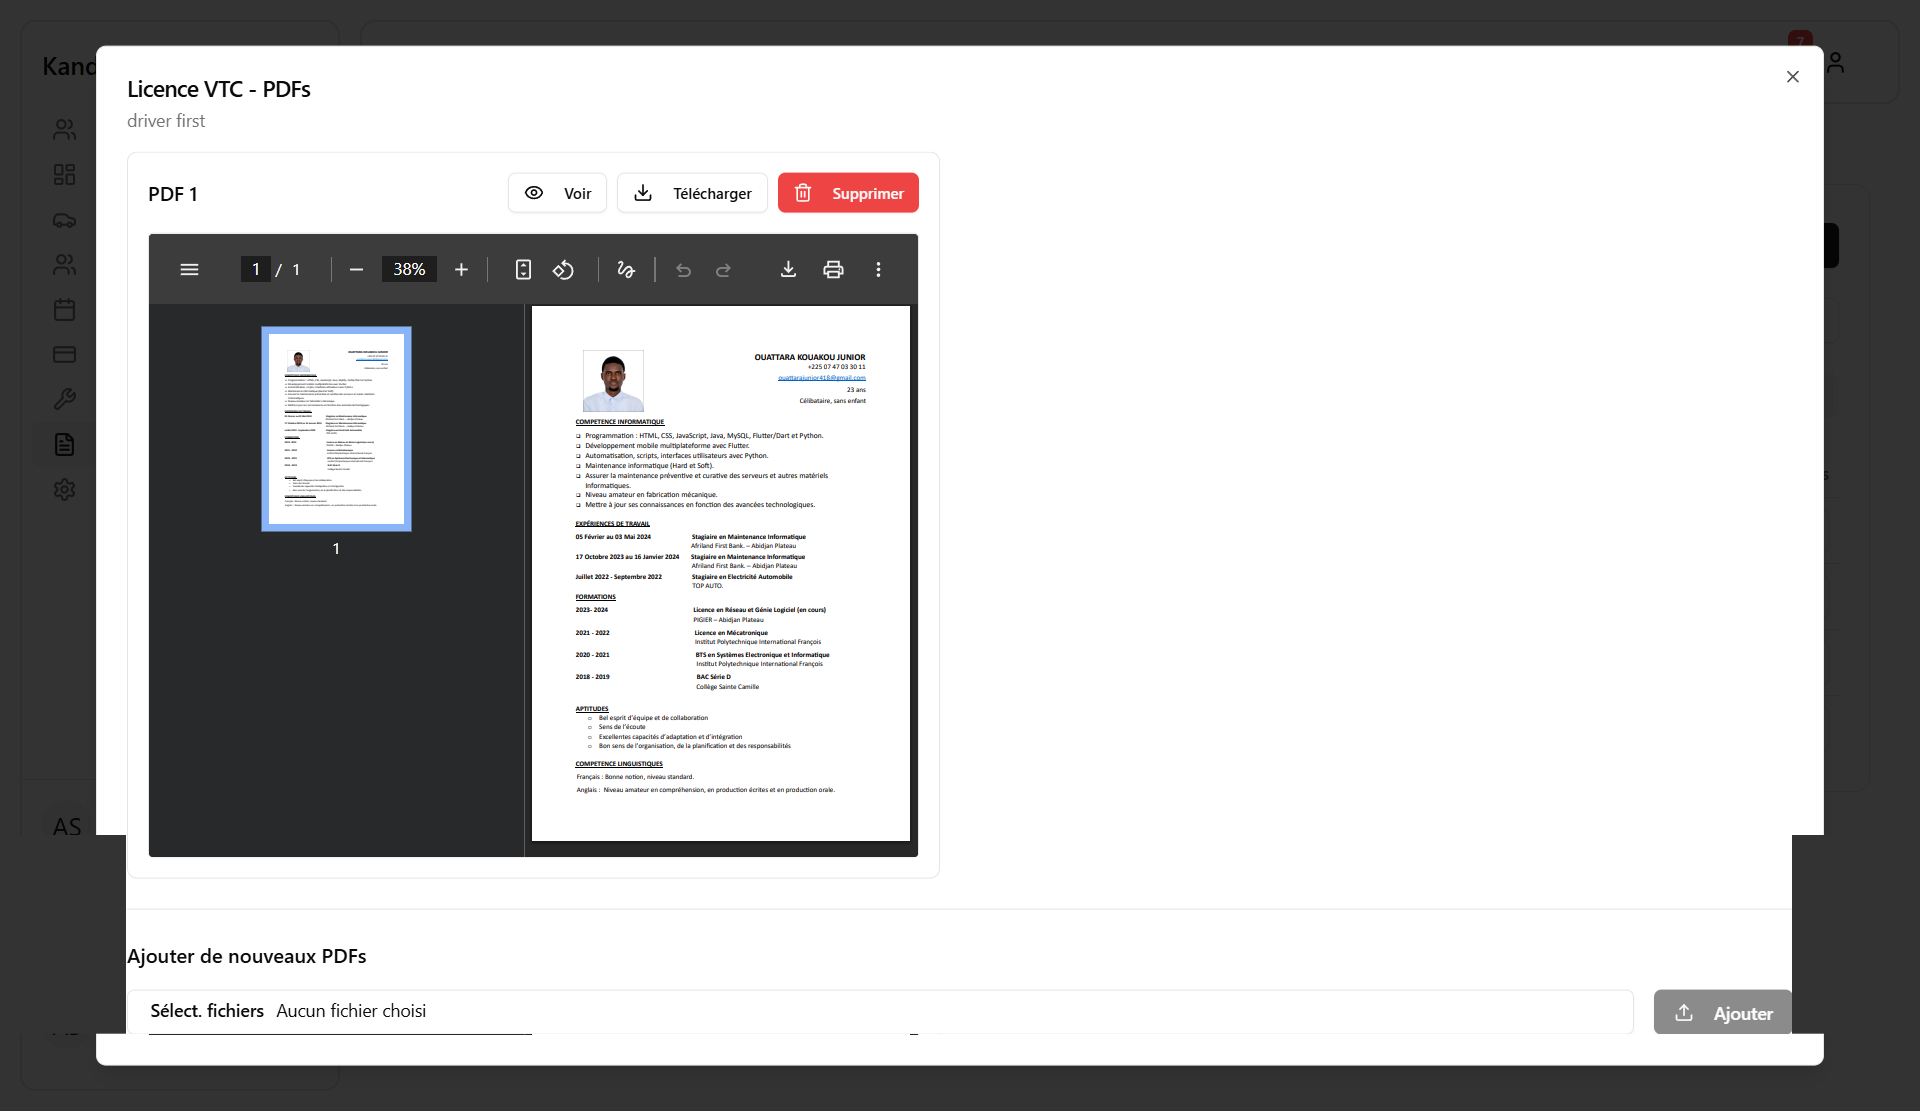 Kand
7
Licence VTC - PDFs
driver first
PDF 1
Voir
Télécharger
Supprimer
1 / 1
38%
1
OUATTARA KOUAKOU JUNIOR
+225 07 47 03 30 11
ouattarajunior418@gmail.com
23 ans
Célibataire, sans enfant
COMPETENCE INFORMATIQUE
Programmation : HTML, CSS, JavaScript, Java, MySQL, Flutter/Dart et Python.
Développement mobile multiplateforme avec Flutter.
Automatisation, scripts, interfaces utilisateurs avec Python.
Maintenance informatique (Hard et Soft).
Assurer la maintenance préventive et curative des serveurs et autres matériels
Informatiques.
Niveau amateur en fabrication mécanique.
Mettre à jour ses connaissances en fonction des avancées technologiques.
EXPÉRIENCES DE TRAVAIL
05 Février au 03 Mai 2024 Stagiaire en Maintenance Informatique
Afriland First Bank. – Abidjan Plateau
17 Octobre 2023 au 16 Janvier 2024 Stagiaire en Maintenance Informatique
Afriland First Bank. – Abidjan Plateau
Juillet 2022 - Septembre 2022 Stagiaire en Electricité Automobile
TOP AUTO.
FORMATIONS
2023- 2024 Licence en Réseau et Génie Logiciel (en cours)
PIGIER – Abidjan Plateau
2021 - 2022 Licence en Mécatronique
Institut Polytechnique International François
2020 - 2021 BTS en Systèmes Electronique et Informatique
Institut Polytechnique International François
2018 - 2019 BAC Série D
Collège Sainte Camille
APTITUDES
Bel esprit d'équipe et de collaboration
Sens de l'écoute
Excellentes capacités d'adaptation et d'intégration
Bon sens de l'organisation, de la planification et des responsabilités
COMPETENCE LINGUISTIQUES
Français : Bonne notion, niveau standard.
Anglais : Niveau amateur en compréhension, en production écrites et en production orale.
AS
Ajouter de nouveaux PDFs
Sélect. fichiers Aucun fichier choisi
Ajouter